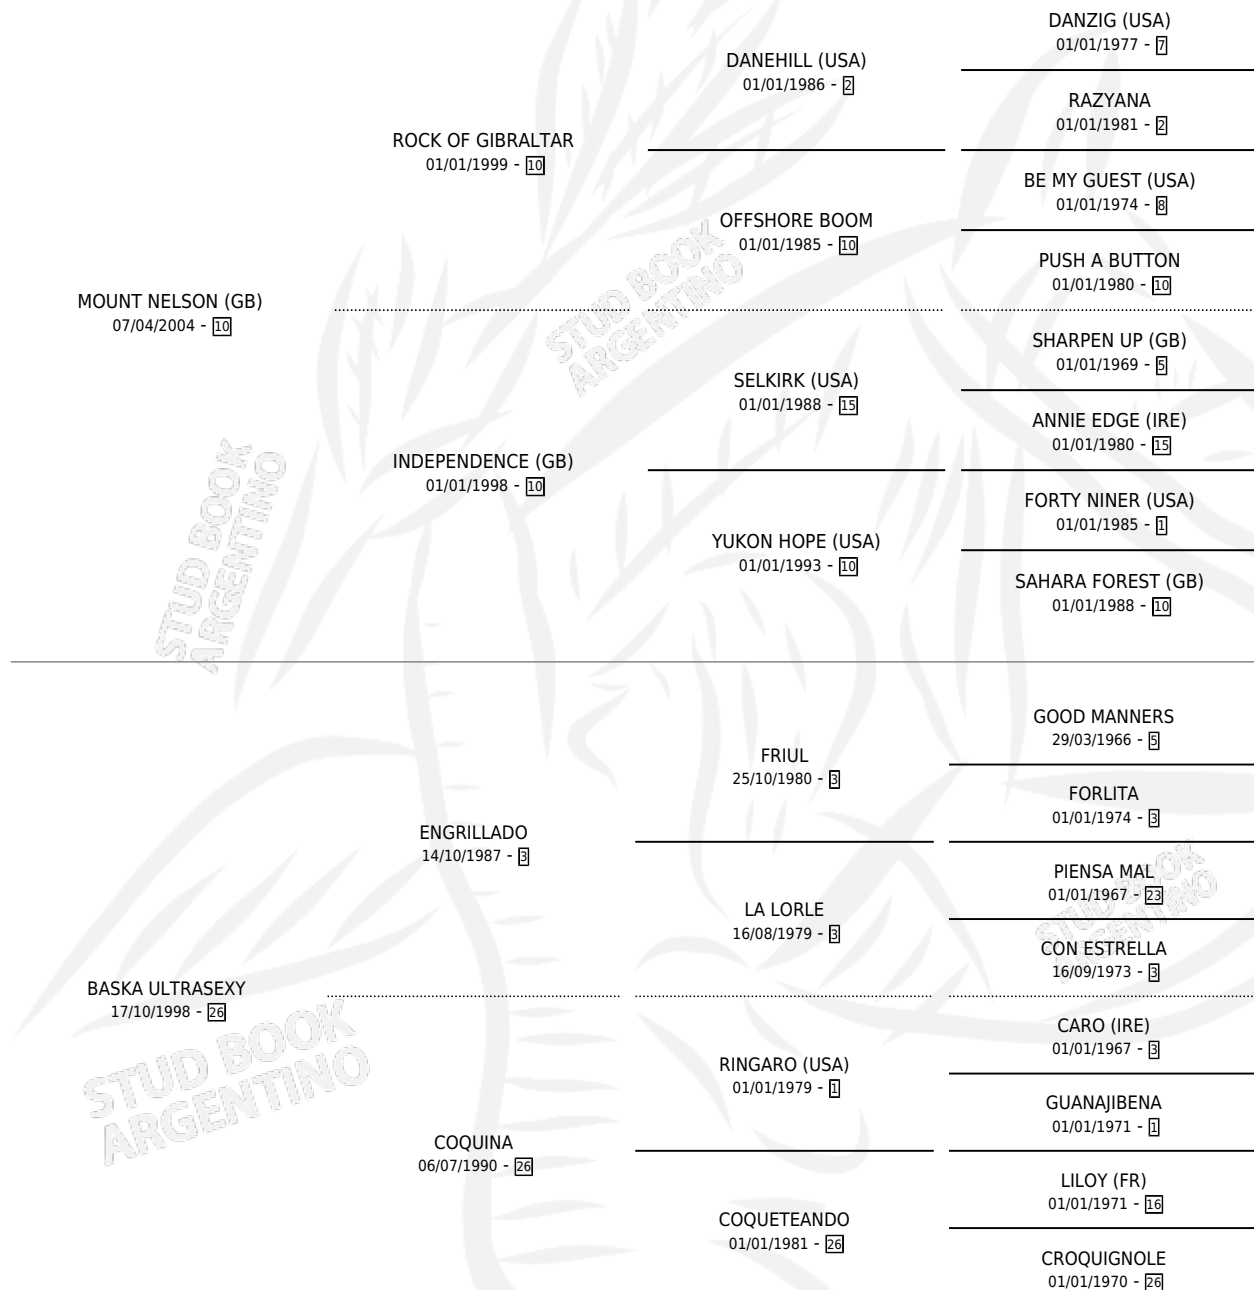 DANZIG (USA)
01/01/1977 - 7
DANEHILL (USA)
01/01/1986 - 2
RAZYANA
01/01/1981 - 2
ROCK OF GIBRALTAR
01/01/1999 - 10
BE MY GUEST (USA)
01/01/1974 - 8
OFFSHORE BOOM
01/01/1985 - 10
PUSH A BUTTON
01/01/1980 - 10
MOUNT NELSON (GB)
07/04/2004 - 10
SHARPEN UP (GB)
01/01/1969 - 5
SELKIRK (USA)
01/01/1988 - 15
ANNIE EDGE (IRE)
01/01/1980 - 15
INDEPENDENCE (GB)
01/01/1998 - 10
FORTY NINER (USA)
01/01/1985 - 1
YUKON HOPE (USA)
01/01/1993 - 10
SAHARA FOREST (GB)
01/01/1988 - 10
GOOD MANNERS
29/03/1966 - 5
FRIUL
25/10/1980 - 3
FORLITA
01/01/1974 - 3
ENGRILLADO
14/10/1987 - 3
PIENSA MAL
01/01/1967 - 23
LA LORLE
16/08/1979 - 3
CON ESTRELLA
16/09/1973 - 3
BASKA ULTRASEXY
17/10/1998 - 26
CARO (IRE)
01/01/1967 - 3
RINGARO (USA)
01/01/1979 - 1
GUANAJIBENA
01/01/1971 - 1
COQUINA
06/07/1990 - 26
LILOY (FR)
01/01/1971 - 16
COQUETEANDO
01/01/1981 - 26
CROQUIGNOLE
01/01/1970 - 26
STUD BOOK
ARGENTINO
STUD BOOK
ARGENTINO
STUD BOOK
ARGENTINO
STUD BOOK
ARGENTINO